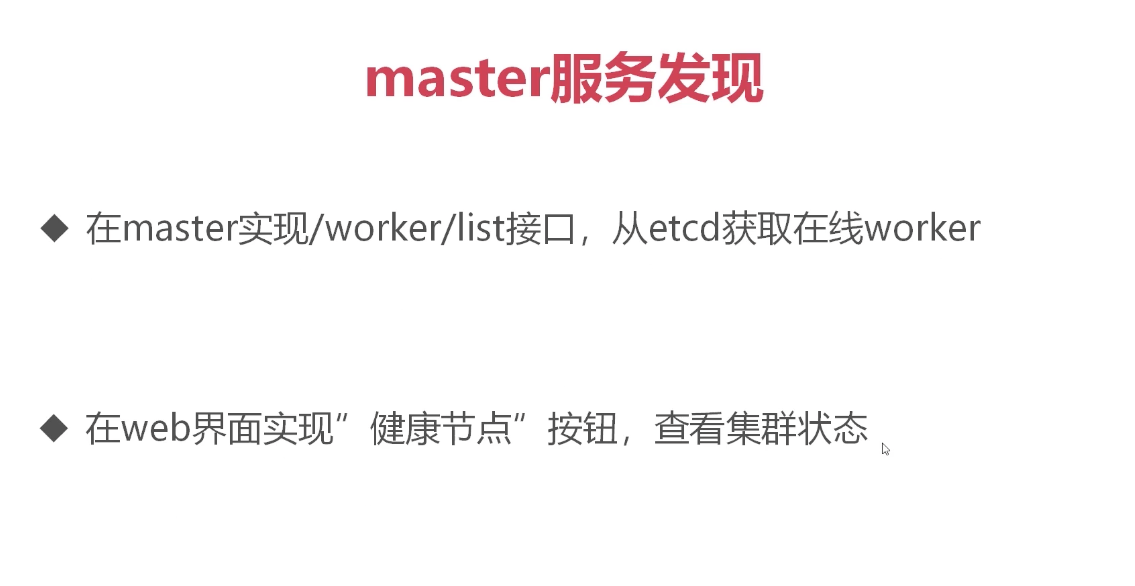 master服务发现
◆ 在master实现/worker/list接口，从etcd获取在线worker
◆ 在web界面实现”健康节点”按钮，查看集群状态